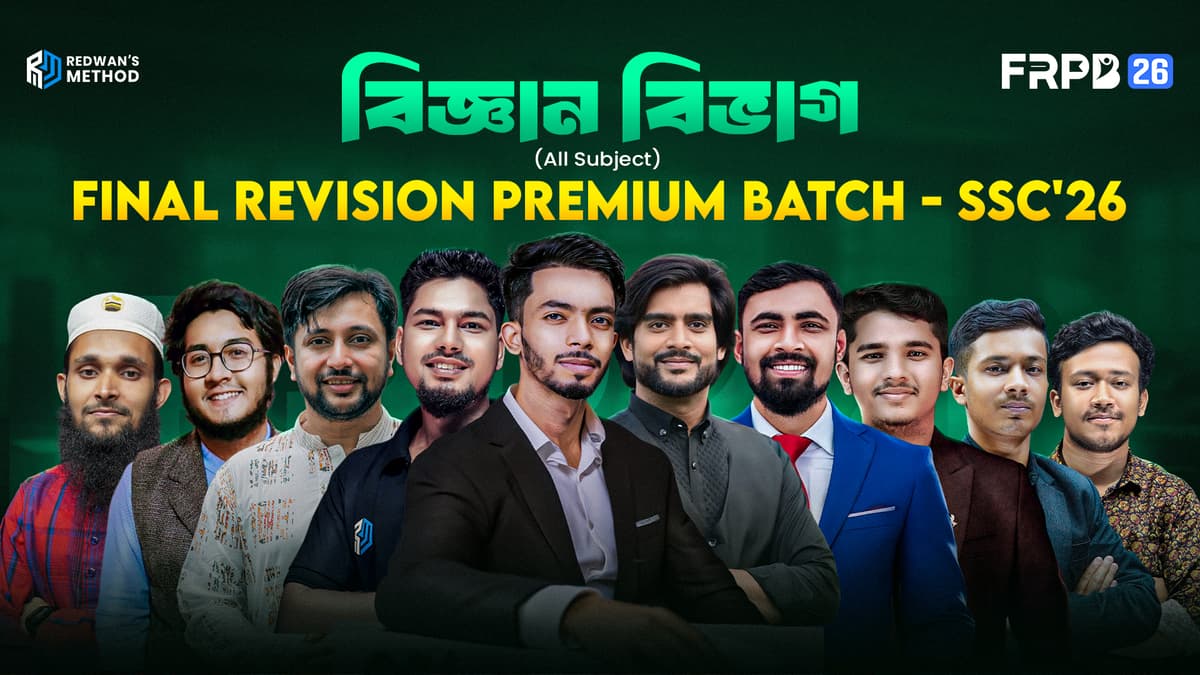 REDWAN'S
METHOD
FRPB 26
বিজ্ঞান বিভাগ
(All Subject)
FINAL REVISION PREMIUM BATCH - SSC'26